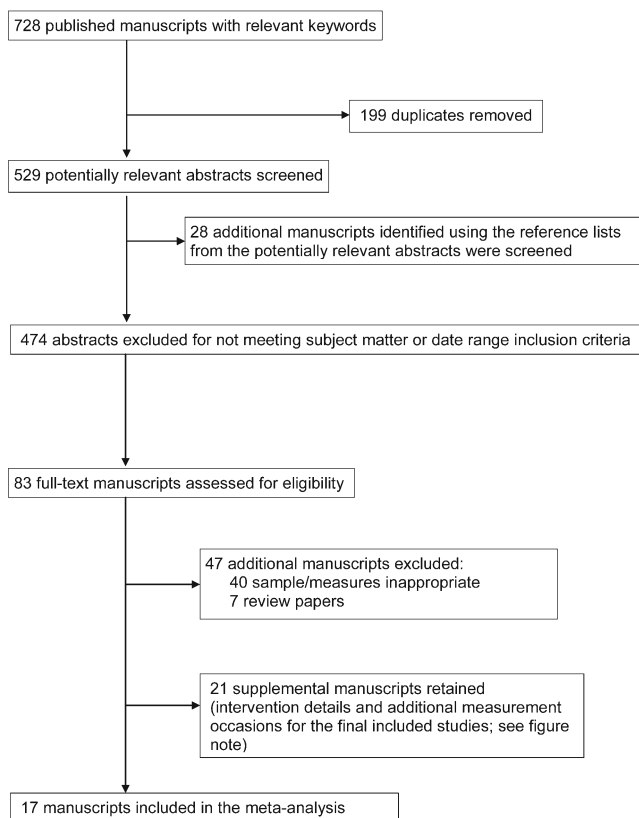 728 published manuscripts with relevant keywords
199 duplicates removed
529 potentially relevant abstracts screened
28 additional manuscripts identified using the reference lists
from the potentially relevant abstracts were screened
474 abstracts excluded for not meeting subject matter or date range inclusion criteria
83 full-text manuscripts assessed for eligibility
47 additional manuscripts excluded:
40 sample/measures inappropriate
7 review papers
21 supplemental manuscripts retained
(intervention details and additional measurement
occasions for the final included studies; see figure
note)
17 manuscripts included in the meta-analysis